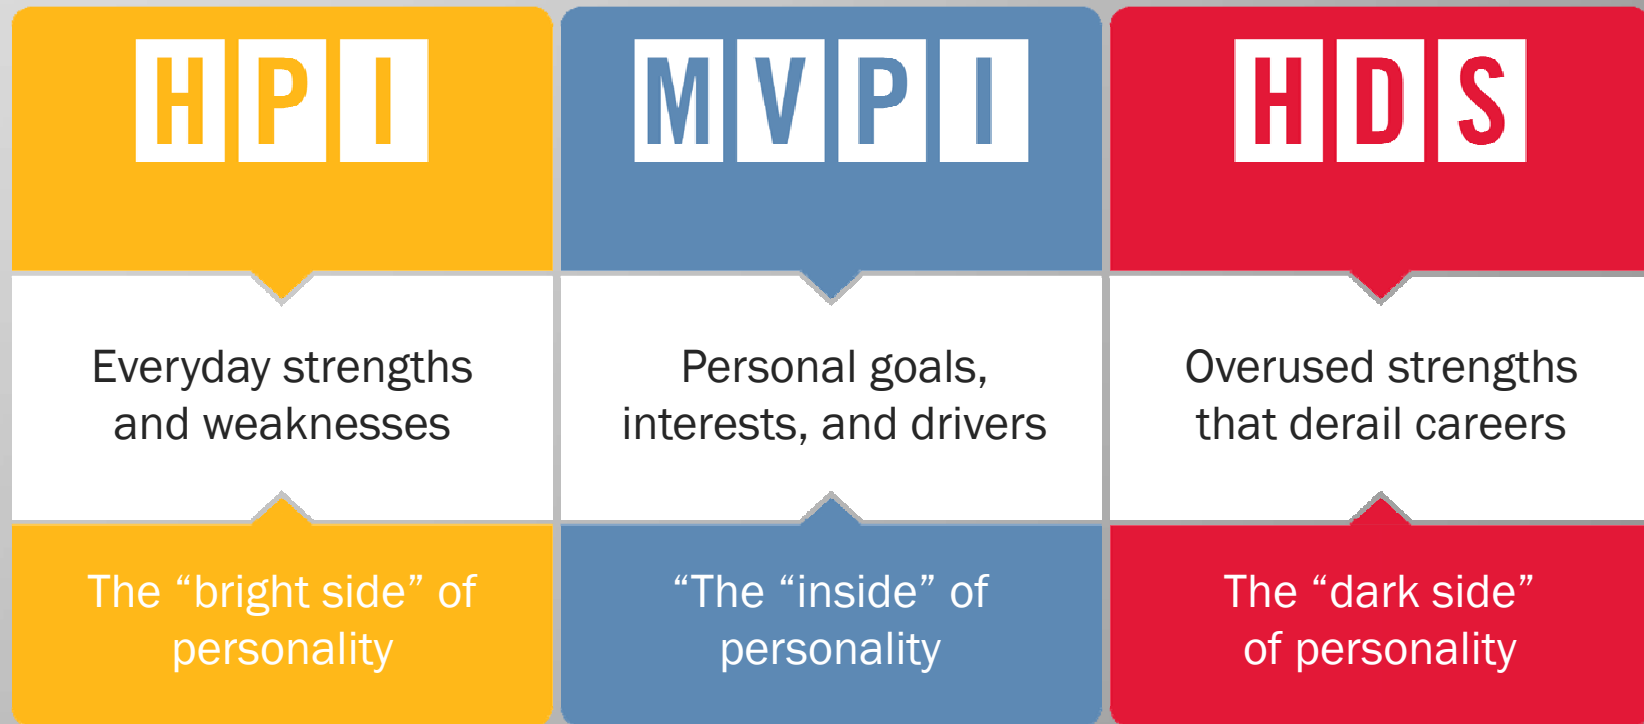 HPI
Everyday strengths
and weaknesses
The “bright side” of
personality
MVPI
Personal goals,
interests, and drivers
“The “inside” of
personality
HDS
Overused strengths
that derail careers
The “dark side”
of personality